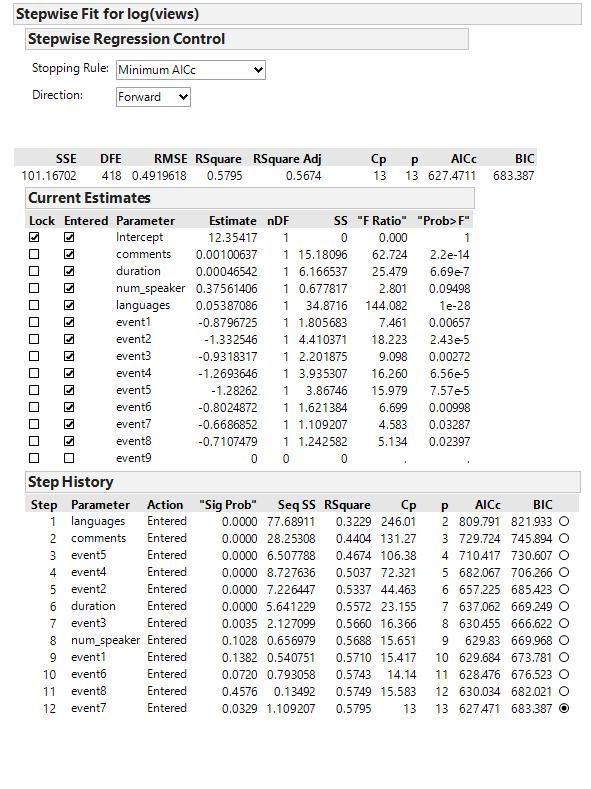 Stepwise Fit for log(views)
Stepwise Regression Control
Stopping Rule: Minimum AICc
Direction: Forward
SSE DFE RMSE RSquare RSquare Adj Cp p AICc BIC
101.16702 418 0.4919618 0.5795 0.5674 13 13 627.4711 683.387
Current Estimates
Lock Entered Parameter Estimate nDF SS "F Ratio" "Prob>F"
Intercept 12.35417 1 0 0.000 1
comments 0.00100637 1 15.18096 62.724 2.2e-14
duration 0.00046542 1 6.166537 25.479 6.69e-7
num_speaker 0.37561406 1 0.677817 2.801 0.09498
languages 0.05387086 1 34.8716 144.082 1e-28
event1 -0.8796725 1 1.805683 7.461 0.00657
event2 -1.332546 1 4.410371 18.223 2.43e-5
event3 -0.9318317 1 2.201875 9.098 0.00272
event4 -1.2693646 1 3.935307 16.260 6.56e-5
event5 -1.28262 1 3.86746 15.979 7.57e-5
event6 -0.8024872 1 1.621384 6.699 0.00998
event7 -0.6686852 1 1.109207 4.583 0.03287
event8 -0.7107479 1 1.242582 5.134 0.02397
event9 0 0 0 . .
Step History
Step Parameter Action "Sig Prob" Seq SS RSquare Cp p AICc BIC
1 languages Entered 0.0000 77.68911 0.3229 246.01 2 809.791 821.933
2 comments Entered 0.0000 28.25308 0.4404 131.27 3 729.724 745.894
3 event5 Entered 0.0000 6.507788 0.4674 106.38 4 710.417 730.607
4 event4 Entered 0.0000 8.727636 0.5037 72.321 5 682.067 706.266
5 event2 Entered 0.0000 7.226447 0.5337 44.463 6 657.225 685.423
6 duration Entered 0.0000 5.641229 0.5572 23.155 7 637.062 669.249
7 event3 Entered 0.0035 2.127099 0.5660 16.366 8 630.455 666.622
8 num_speaker Entered 0.1028 0.656979 0.5688 15.651 9 629.83 669.968
9 event1 Entered 0.1382 0.540751 0.5710 15.417 10 629.684 673.781
10 event6 Entered 0.0720 0.793058 0.5743 14.14 11 628.476 676.523
11 event8 Entered 0.4576 0.13492 0.5749 15.583 12 630.034 682.021
12 event7 Entered 0.0329 1.109207 0.5795 13 13 627.471 683.387